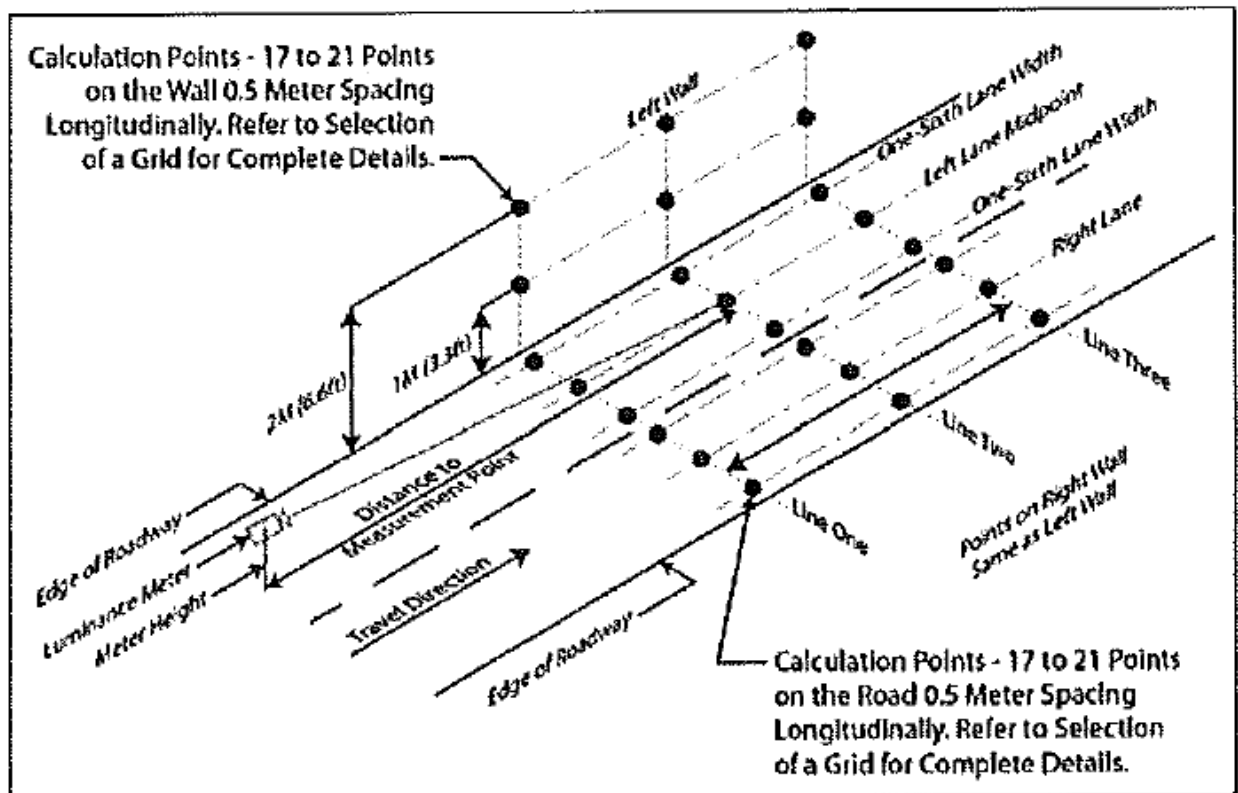 Calculation Points - 17 to 21 Points
on the Wall 0.5 Meter Spacing
Longitudinally. Refer to Selection
of a Grid for Complete Details.
Left Wall
One-Sixth Lane Width
Left Lane Midpoint
One-Sixth Lane Width
Right Lane
2M (6.6ft)
1M (3.3ft)
Line Three
Line Two
Line One
Distance to
Measurement Point
Points on Right Wall
Same as Left Wall
Edge of Roadway
Luminance Meter
Meter Height
Travel Direction
Edge of Roadway
Calculation Points - 17 to 21 Points
on the Road 0.5 Meter Spacing
Longitudinally. Refer to Selection
of a Grid for Complete Details.